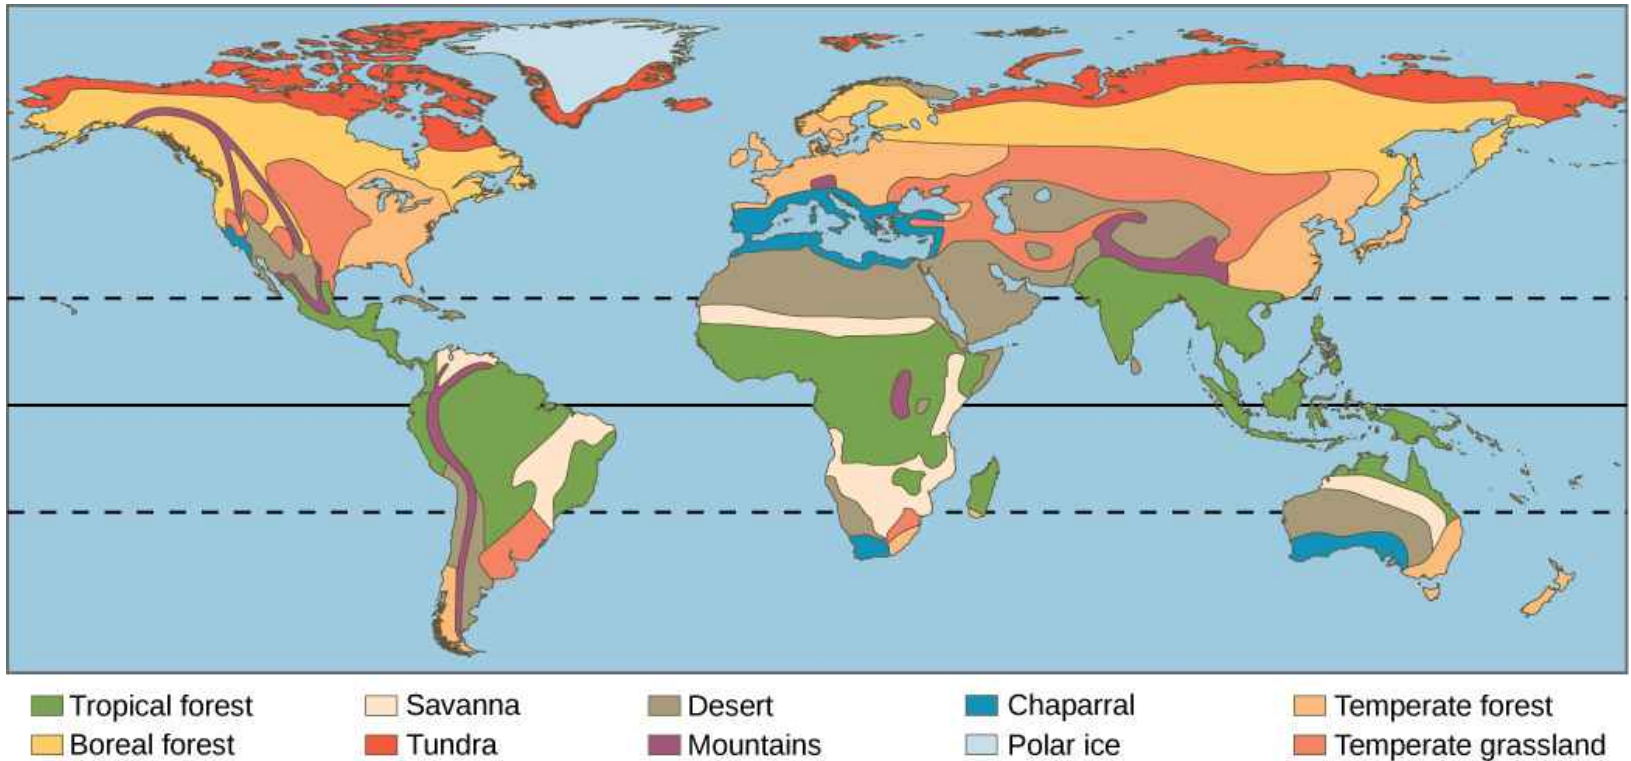 Tropical forest Savanna Desert Chaparral Temperate forest
Boreal forest Tundra Mountains Polar ice Temperate grassland